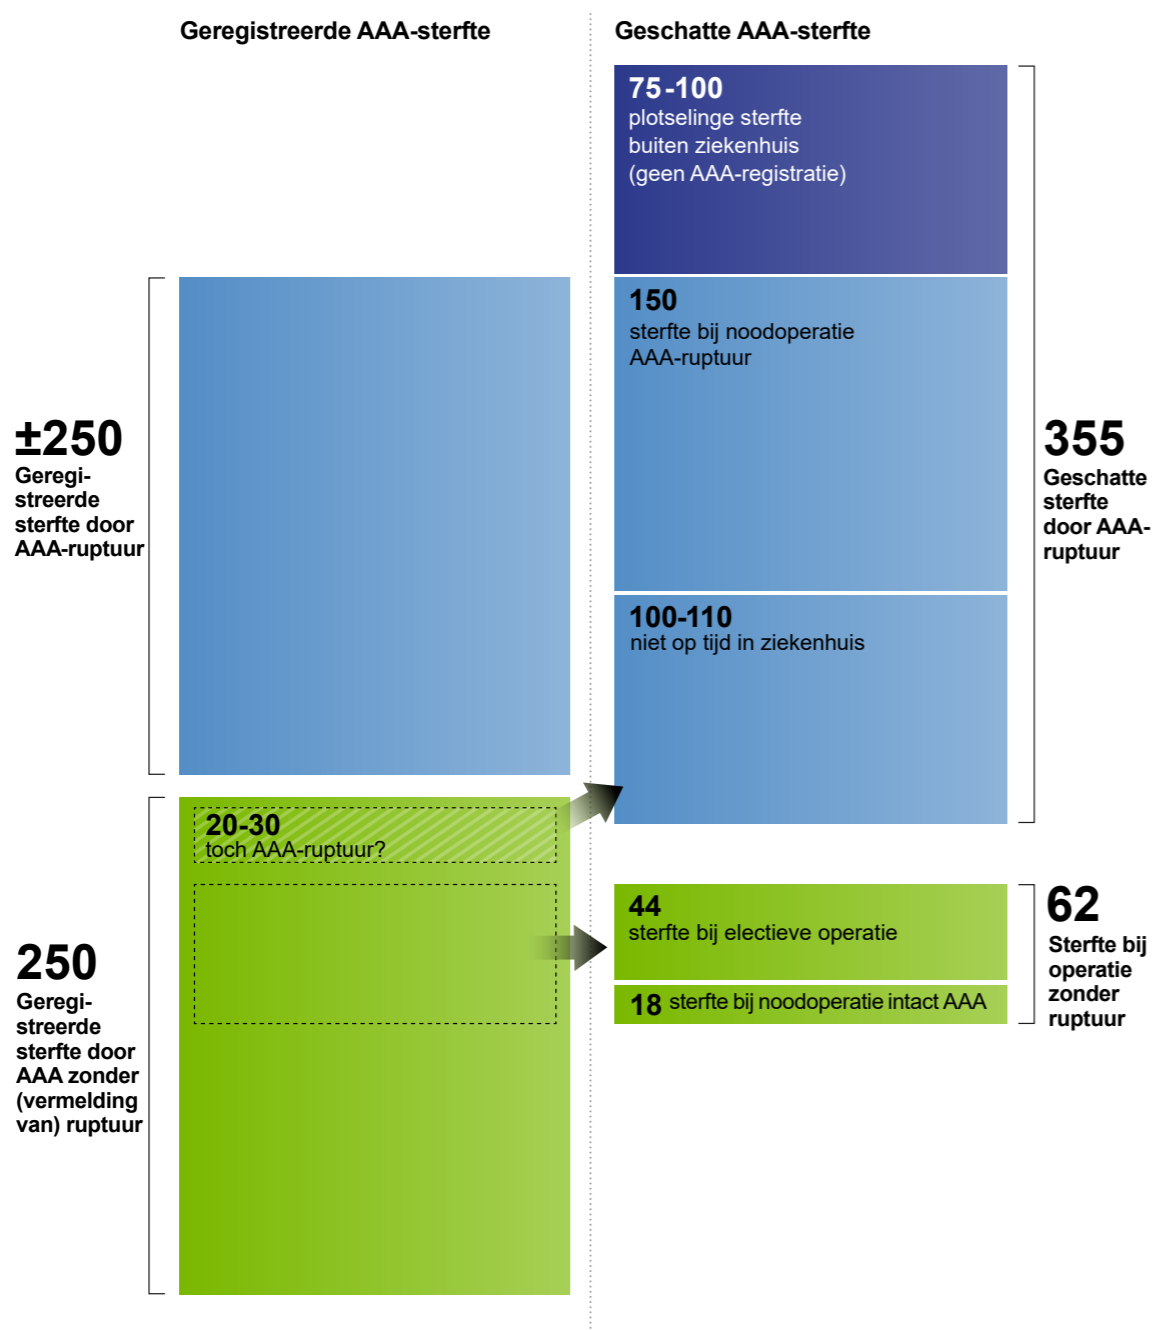 Geregistreerde AAA-sterfte
Geschatte AAA-sterfte
75-100
plotselinge sterfte
buiten ziekenhuis
(geen AAA-registratie)
150
sterfte bij noodoperatie
AAA-ruptuur
±250
Geregi-
streerde
sterfte door
AAA-ruptuur
355
Geschatte
sterfte
door AAA-
ruptuur
100-110
niet op tijd in ziekenhuis
20-30
toch AAA-ruptuur?
44
sterfte bij electieve operatie
18 sterfte bij noodoperatie intact AAA
62
Sterfte bij
operatie
zonder
ruptuur
250
Geregi-
streerde
sterfte door
AAA zonder
(vermelding
van) ruptuur